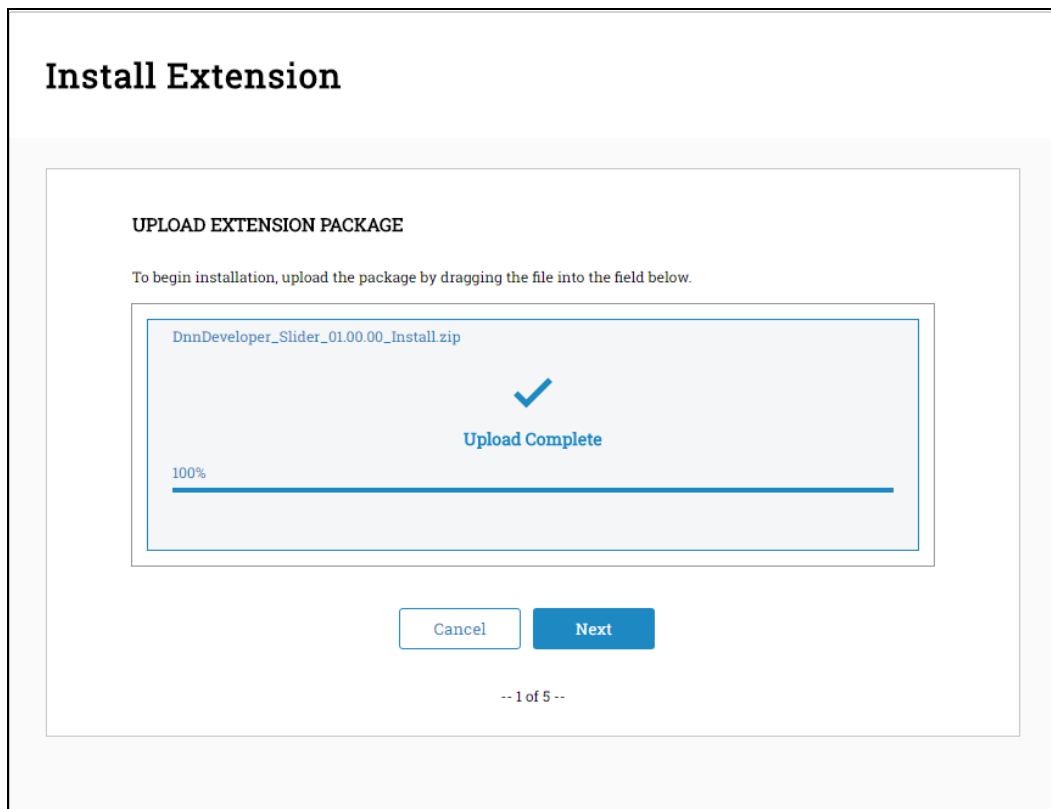 Install Extension
UPLOAD EXTENSION PACKAGE
To begin installation, upload the package by dragging the file into the field below.
DnnDeveloper_Slider_01.00.00_Install.zip
Upload Complete
100%
Cancel
Next
-- 1 of 5 --